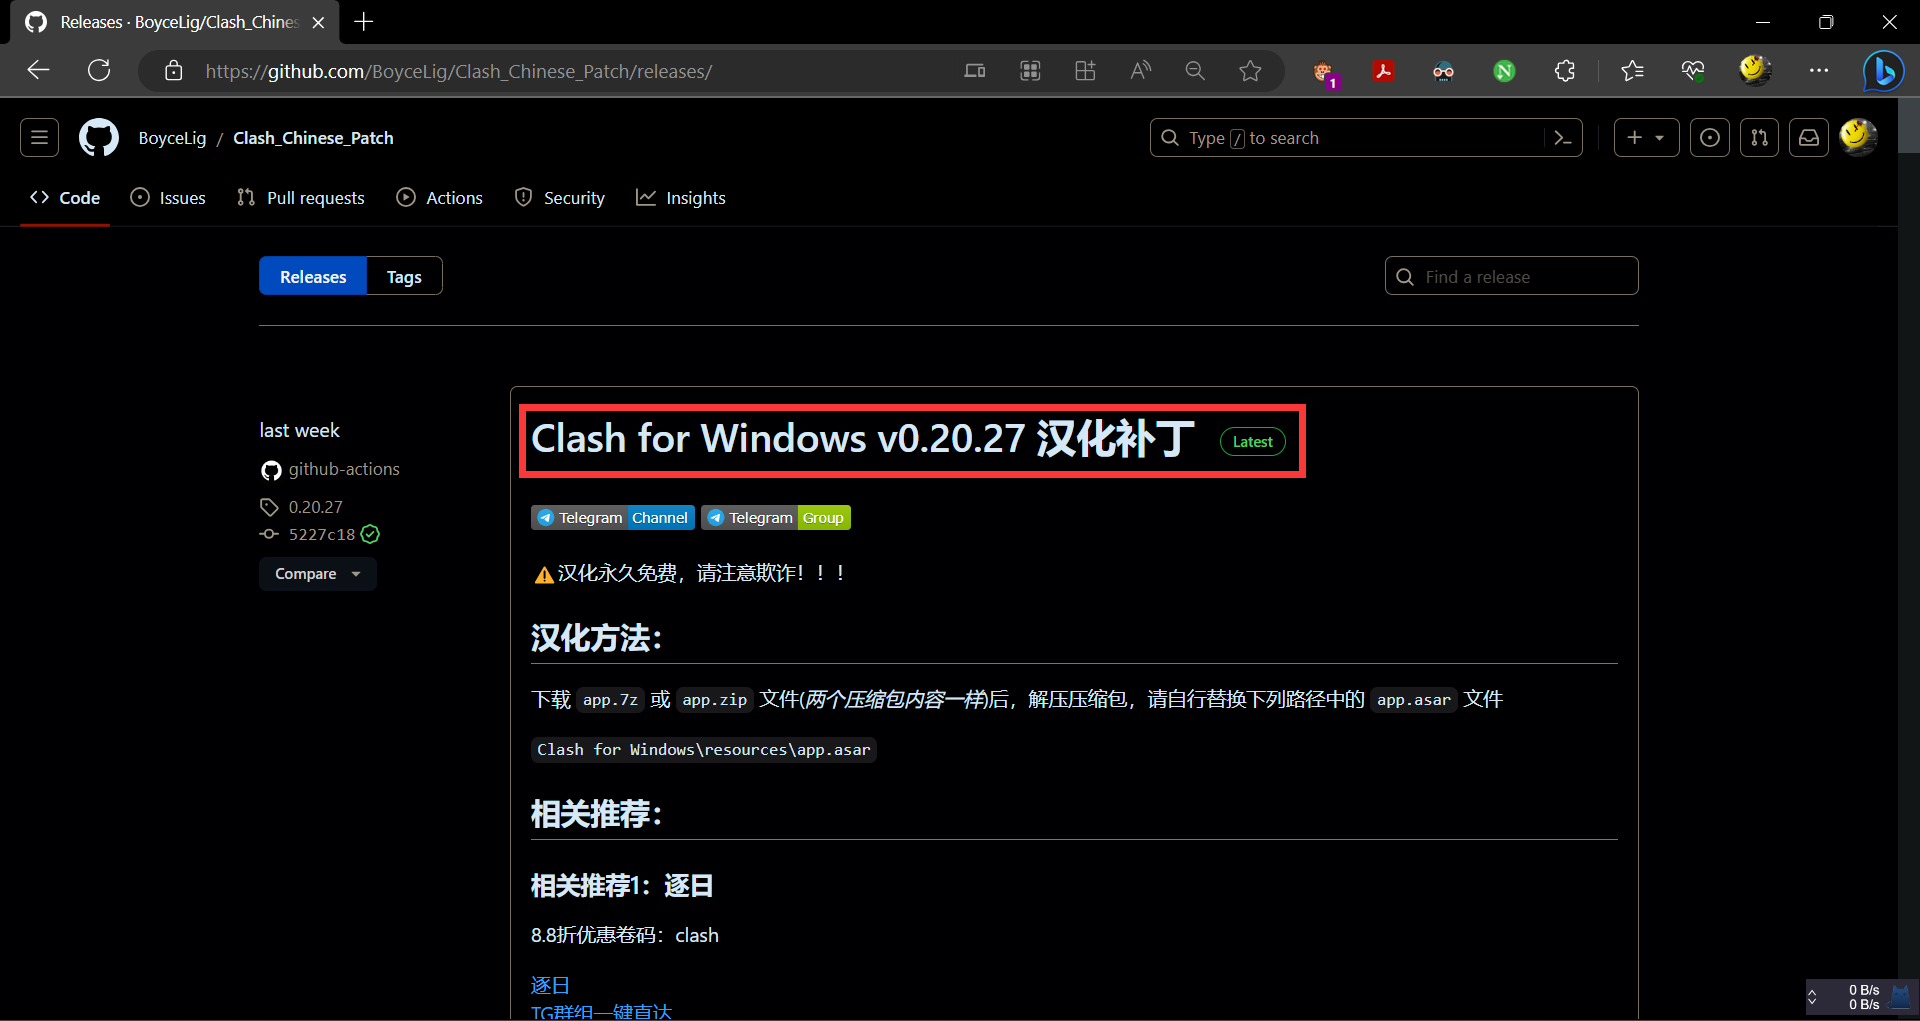 Releases · BoyceLig/Clash_Chines
https://github.com/BoyceLig/Clash_Chinese_Patch/releases/
1
BoyceLig / Clash_Chinese_Patch
Type / to search
Code Issues Pull requests Actions Security Insights
Releases Tags
Find a release
last week
github-actions
0.20.27
5227c18
Compare
Clash for Windows v0.20.27 汉化补丁 Latest
Telegram Channel Telegram Group
⚠汉化永久免费，请注意欺诈！！！
汉化方法：
下载 app.7z 或 app.zip 文件(两个压缩包内容一样)后，解压压缩包，请自行替换下列路径中的 app.asar 文件
Clash for Windows\resources\app.asar
相关推荐：
相关推荐1：逐日
8.8折优惠卷码：clash
逐日
TG群组一键直达
0 B/s
0 B/s